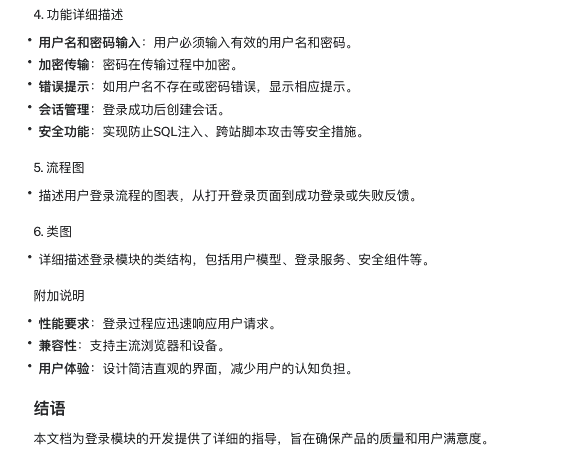 4. 功能详细描述
• 用户名和密码输入：用户必须输入有效的用户名和密码。
• 加密传输：密码在传输过程中加密。
• 错误提示：如用户名不存在或密码错误，显示相应提示。
• 会话管理：登录成功后创建会话。
• 安全功能：实现防止SQL注入、跨站脚本攻击等安全措施。
5. 流程图
• 描述用户登录流程的图表，从打开登录页面到成功登录或失败反馈。
6. 类图
• 详细描述登录模块的类结构，包括用户模型、登录服务、安全组件等。
附加说明
• 性能要求：登录过程应迅速响应用户请求。
• 兼容性：支持主流浏览器和设备。
• 用户体验：设计简洁直观的界面，减少用户的认知负担。
结语
本文档为登录模块的开发提供了详细的指导，旨在确保产品的质量和用户满意度。